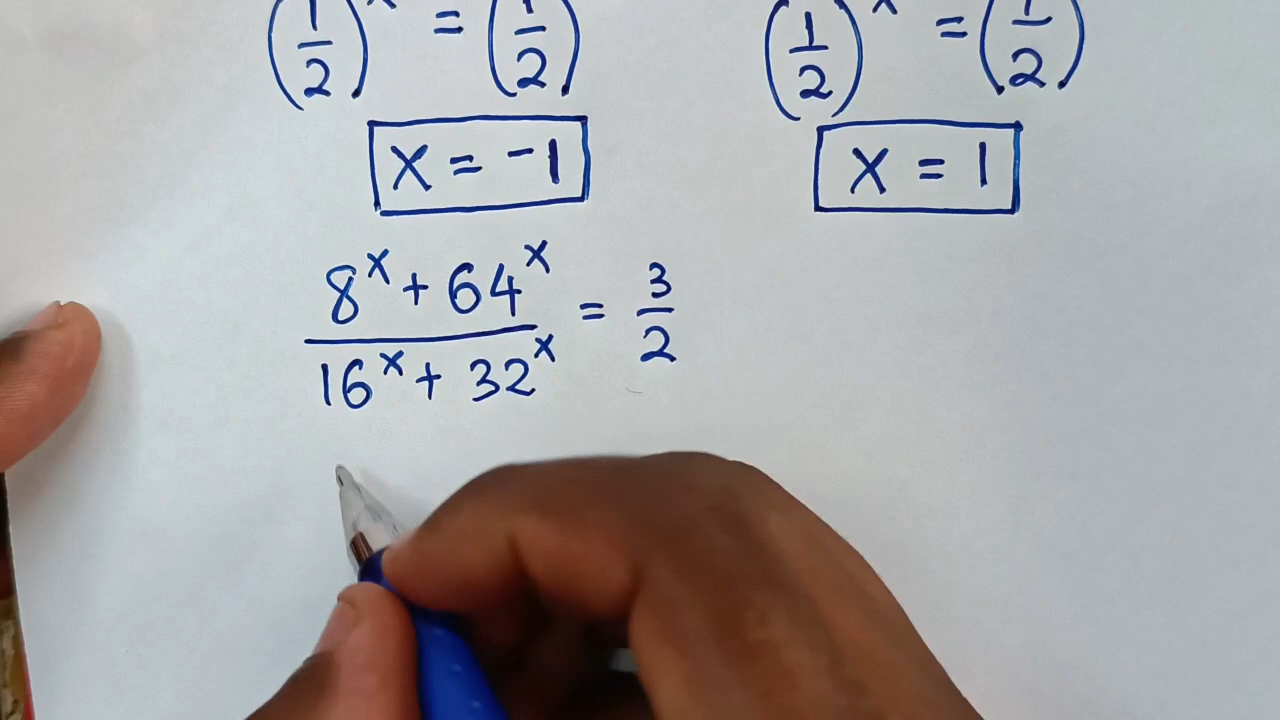 (1/2)^x = (1/2) (1/2)^x = (1/2)
x = -1 x = 1
8^x + 64^x / 16^x + 32^x = 3/2